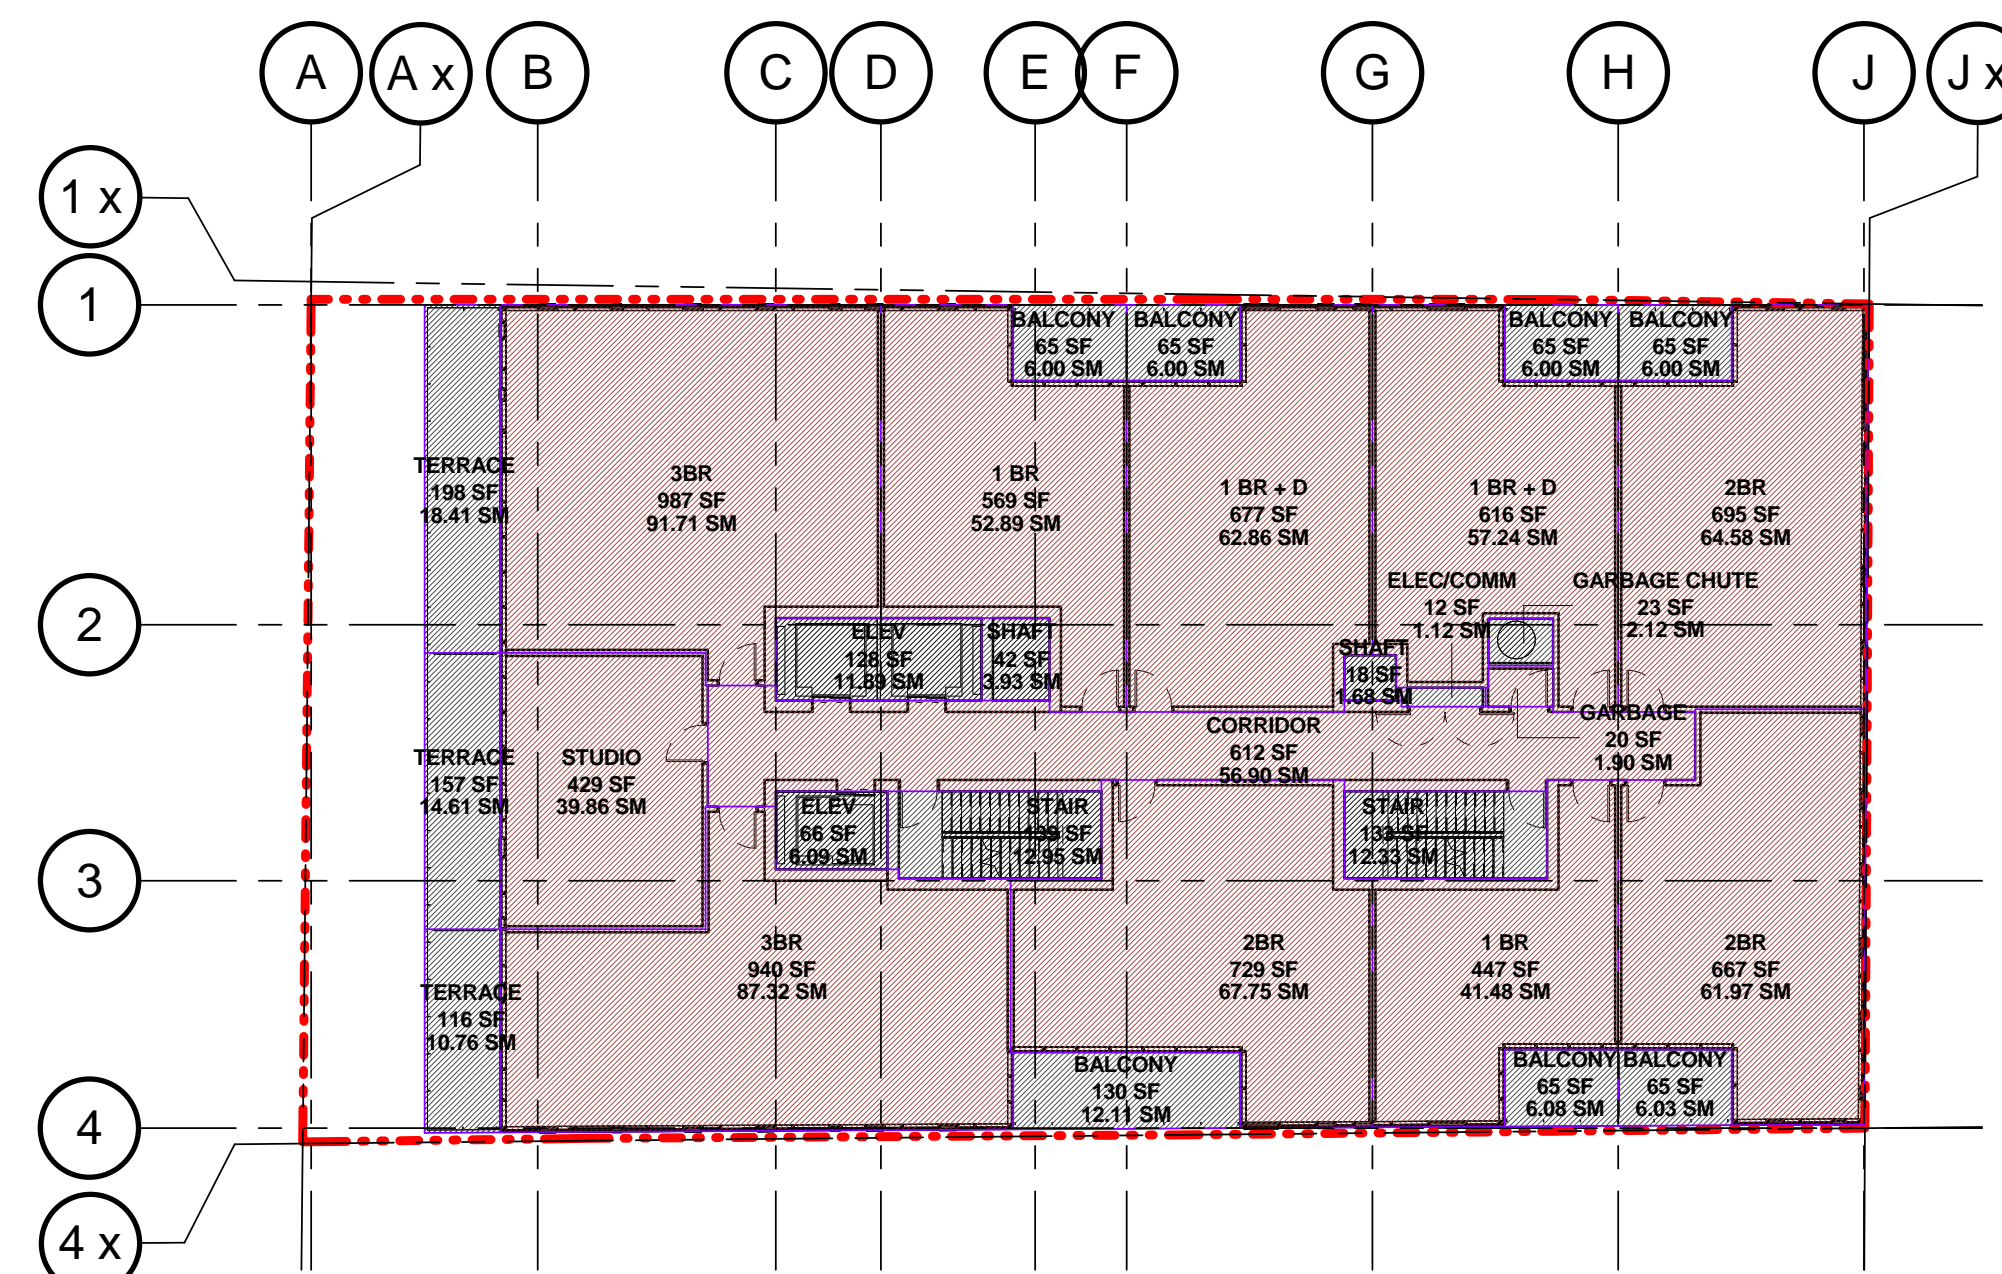 A
A x
B
C
D
E
F
G
H
J
J x
1 x
1
2
3
4
4 x
BALCONY
65 SF
6.00 SM
BALCONY
65 SF
6.00 SM
BALCONY
65 SF
6.00 SM
BALCONY
65 SF
6.00 SM
TERRACE
198 SF
18.41 SM
3BR
987 SF
91.71 SM
1 BR
569 SF
52.89 SM
1 BR + D
677 SF
62.86 SM
1 BR + D
616 SF
57.24 SM
2BR
695 SF
64.58 SM
ELEC/COMM
12 SF
1.12 SM
GARBAGE CHUTE
23 SF
2.12 SM
ELEV
128 SF
11.89 SM
SHAFT
42 SF
3.93 SM
SHAFT
18 SF
1.68 SM
CORRIDOR
612 SF
56.90 SM
GARBAGE
20 SF
1.90 SM
TERRACE
157 SF
14.61 SM
STUDIO
429 SF
39.86 SM
ELEV
66 SF
6.09 SM
STAIR
139 SF
12.95 SM
STAIR
133 SF
12.33 SM
TERRACE
116 SF
10.76 SM
3BR
940 SF
87.32 SM
2BR
729 SF
67.75 SM
1 BR
447 SF
41.48 SM
2BR
667 SF
61.97 SM
BALCONY
130 SF
12.11 SM
BALCONY
65 SF
6.08 SM
BALCONY
65 SF
6.03 SM